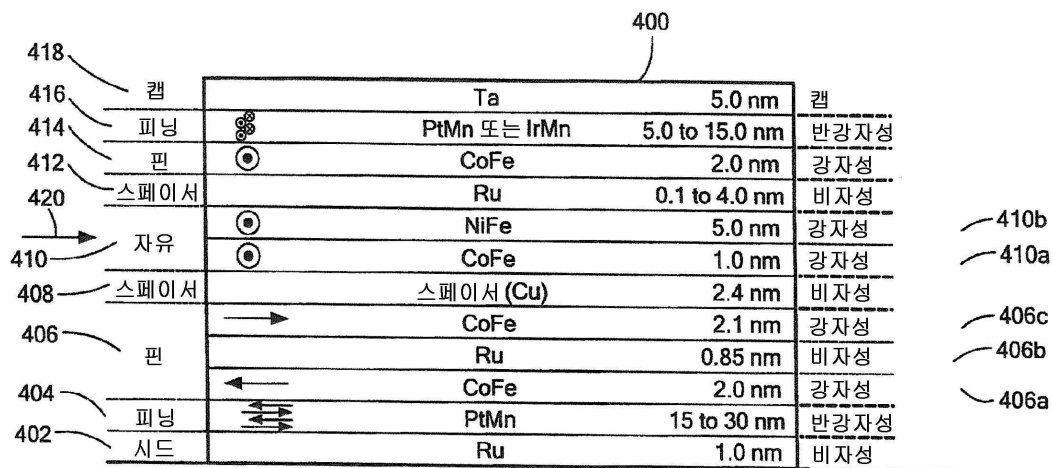 400
418 캡 Ta 5.0 nm 캡
416 피닝 PtMn 또는 IrMn 5.0 to 15.0 nm 반강자성
414 핀 CoFe 2.0 nm 강자성
412 스페이서 Ru 0.1 to 4.0 nm 비자성
420 NiFe 5.0 nm 강자성 410b
410 자유 CoFe 1.0 nm 강자성 410a
408 스페이서 스페이서 (Cu) 2.4 nm 비자성
CoFe 2.1 nm 강자성 406c
406 핀 Ru 0.85 nm 비자성 406b
CoFe 2.0 nm 강자성 406a
404 피닝 PtMn 15 to 30 nm 반강자성
402 시드 Ru 1.0 nm 비자성